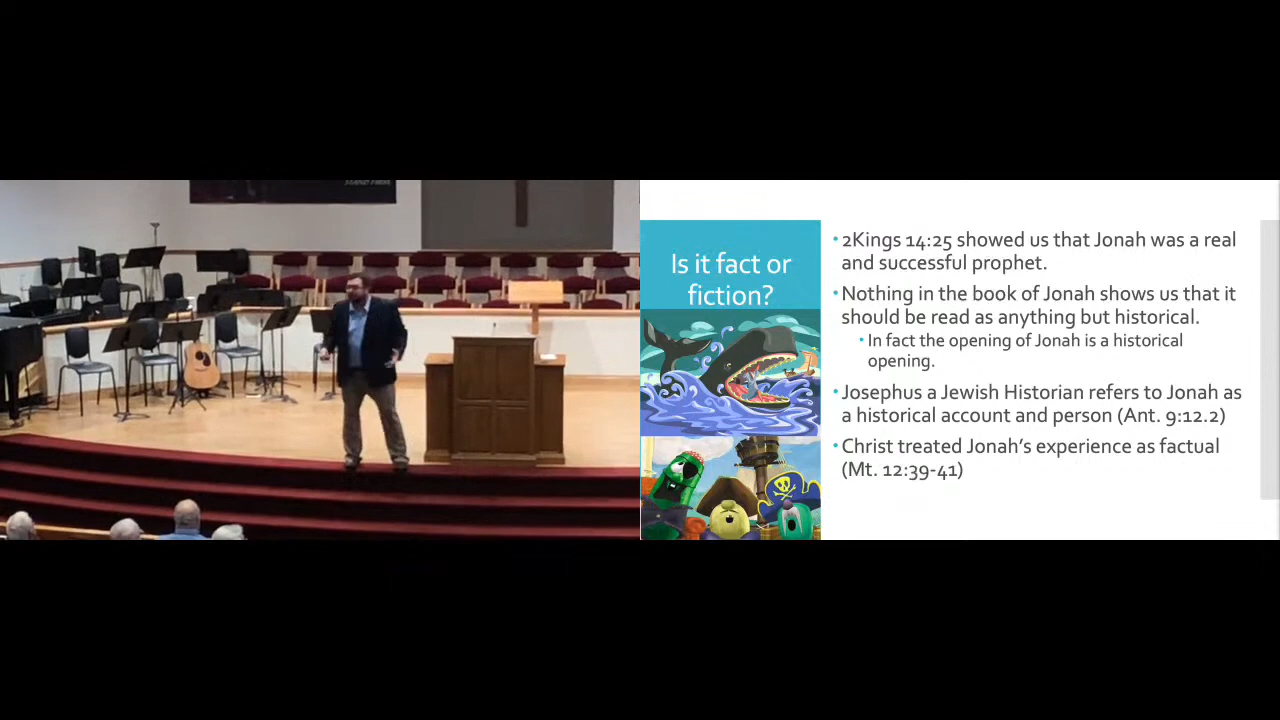 Is it fact or
fiction?
2Kings 14:25 showed us that Jonah was a real
and successful prophet.
Nothing in the book of Jonah shows us that it
should be read as anything but historical.
In fact the opening of Jonah is a historical
opening.
Josephus a Jewish Historian refers to Jonah as
a historical account and person (Ant. 9:12.2)
Christ treated Jonah's experience as factual
(Mt. 12:39-41)